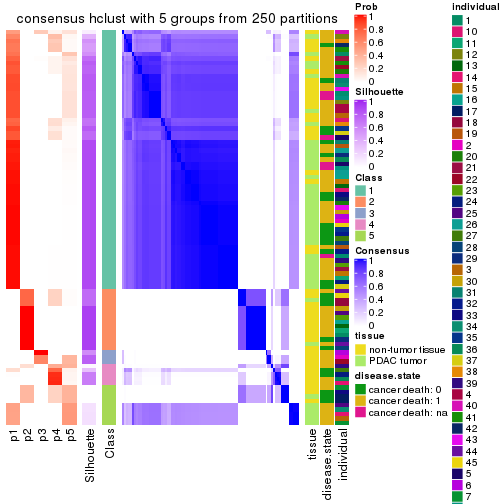 consensus hclust with 5 groups from 250 partitions
Prob
1
0.8
0.6
0.4
0.2
0
Silhouette
1
0.8
0.6
0.4
0.2
0
Class
1
2
3
4
5
Consensus
1
0.8
0.6
0.4
0.2
0
tissue
non-tumor tissue
PDAC tumor
disease.state
cancer death: 0
cancer death: 1
cancer death: na
individual
1
10
11
12
13
14
15
16
17
18
19
2
20
21
22
23
24
25
26
27
28
29
3
30
31
32
33
34
35
36
37
38
39
4
40
41
42
43
44
45
5
6
7
p1
p2
p3
p4
p5
Silhouette
Class
tissue
disease.state
individual